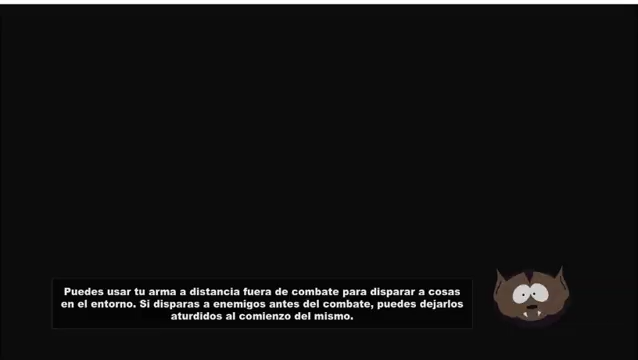 Puedes usar tu arma a distancia fuera de combate para disparar a cosas
en el entorno. Si disparas a enemigos antes del combate, puedes dejarlos
aturdidos al comienzo del mismo.